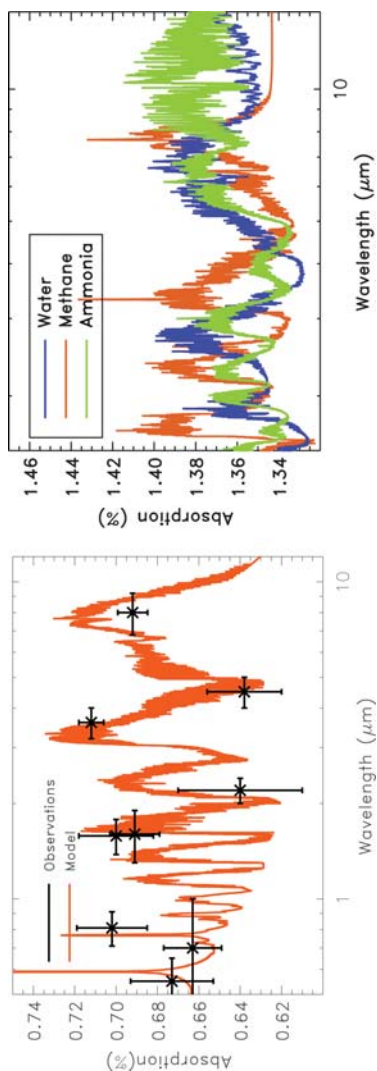 0.74
0.72
0.70
0.68
0.66
0.64
0.62
Absorption(%)
Observations
Model
1
10
Wavelength (μm)
1.46
1.44
1.42
1.40
1.38
1.36
1.34
Absorption (%)
Water
Methane
Ammonia
10
Wavelength (μm)